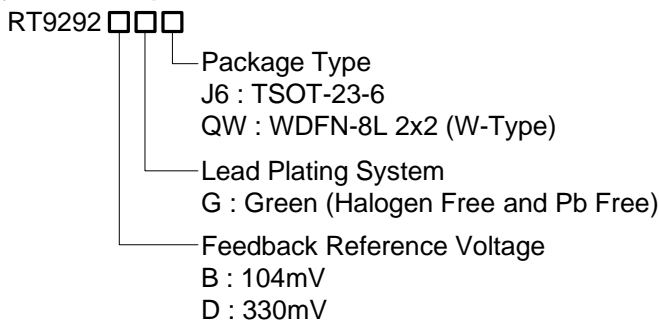 RT9292
Package Type
J6 : TSOT-23-6
QW : WDFN-8L 2x2 (W-Type)
Lead Plating System
G : Green (Halogen Free and Pb Free)
Feedback Reference Voltage
B : 104mV
D : 330mV